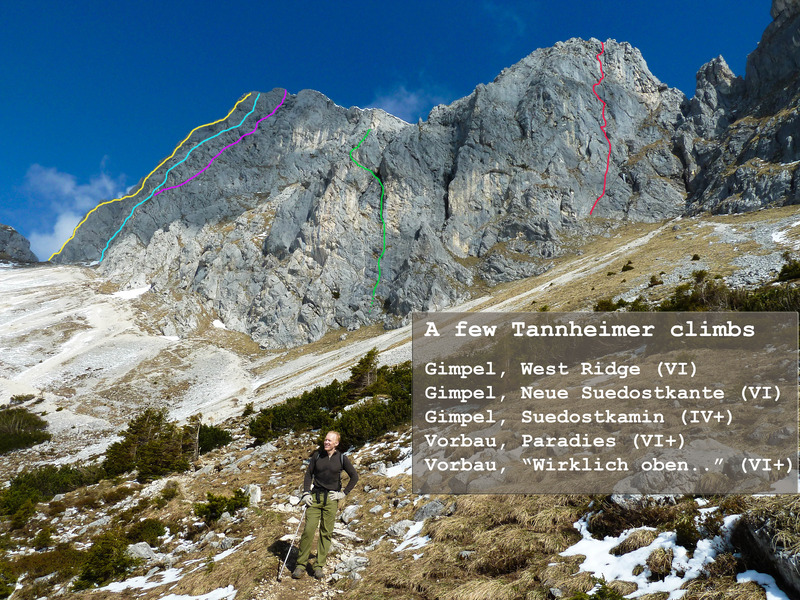 A few Tannheimer climbs
Gimpel, West Ridge (VI)
Gimpel, Neue Suedostkante (VI)
Gimpel, Suedostkamin (IV+)
Vorbau, Paradies (VI+)
Vorbau, “Wirklich oben..” (VI+)